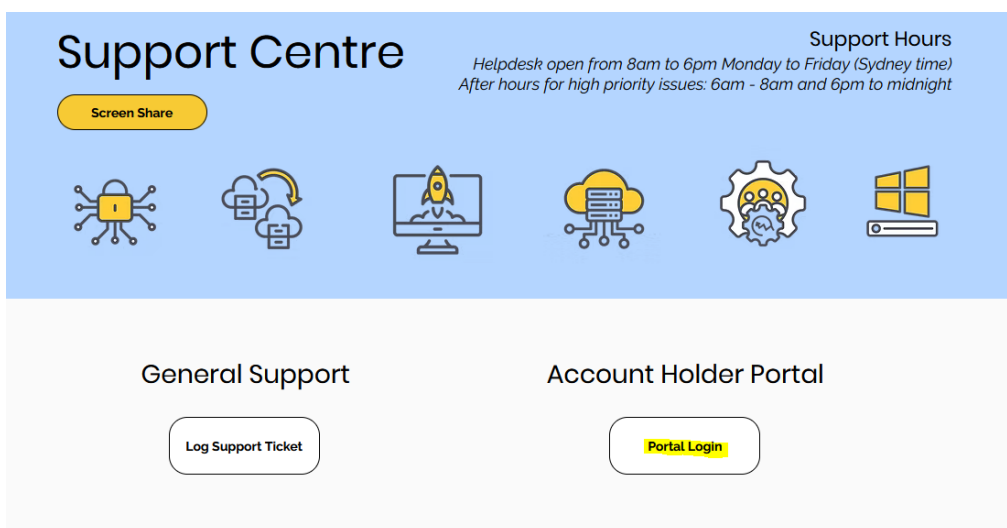 Support Centre
Support Hours
Helpdesk open from 8am to 6pm Monday to Friday (Sydney time)
After hours for high priority issues: 6am - 8am and 6pm to midnight
Screen Share
General Support
Account Holder Portal
Log Support Ticket
Portal Login